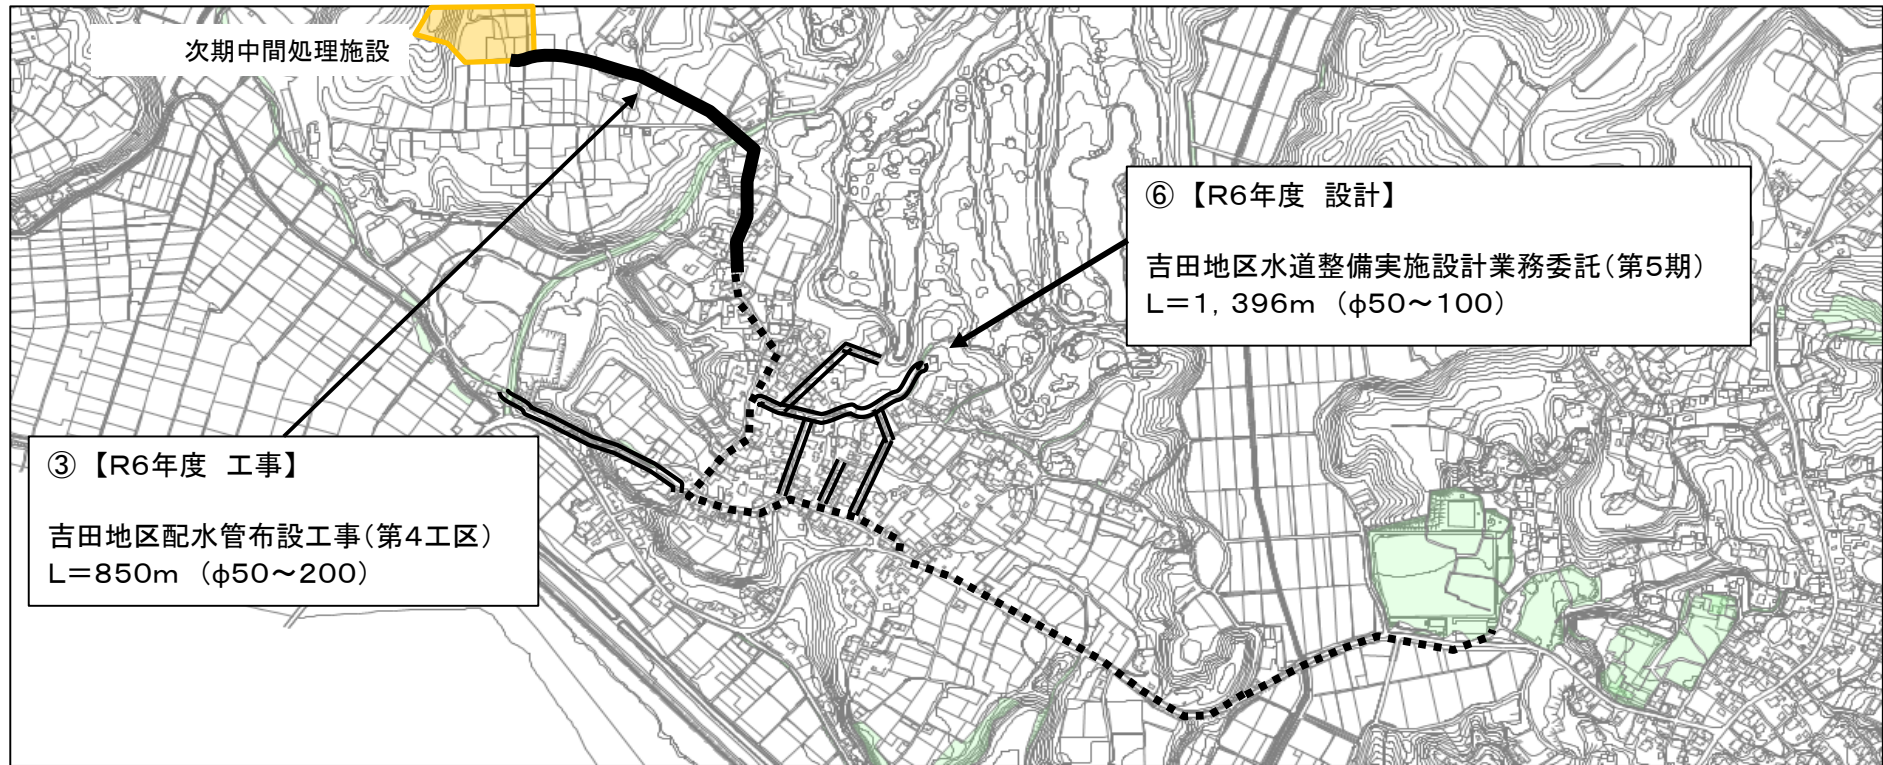 次期中間処理施設
⑥【R6年度 設計】
吉田地区水道整備実施設計業務委託(第5期)
L=1,396m (φ50~100)
③【R6年度 工事】
吉田地区配水管布設工事(第4工区)
L=850m (φ50~200)